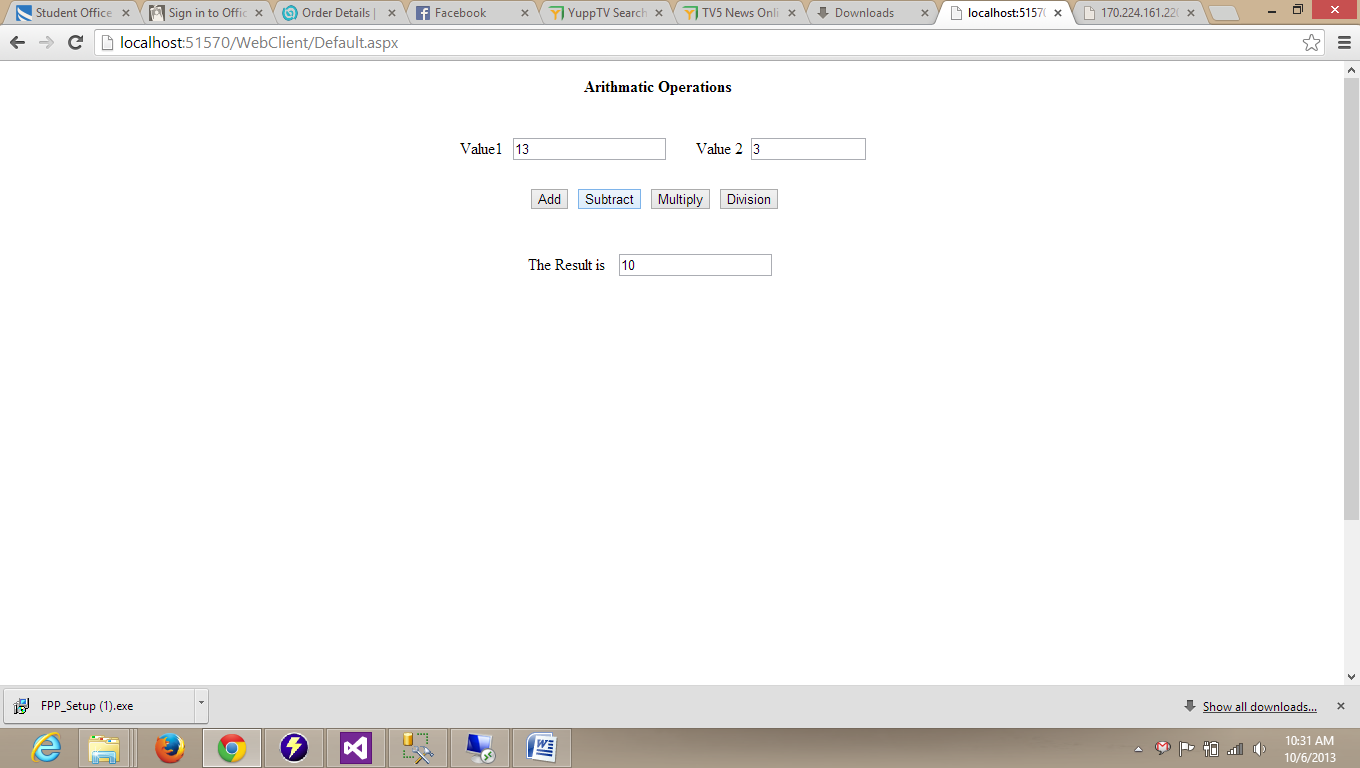 Student Office
Sign in to Offic
Order Details |
Facebook
YuppTV Search
TV5 News Onli
Downloads
localhost:5157
170.224.161.220
localhost:51570/WebClient/Default.aspx
Arithmatic Operations
Value1 13 Value 2 3
Add Subtract Multiply Division
The Result is 10
FPP_Setup (1).exe
Show all downloads...
10:31 AM
10/6/2013